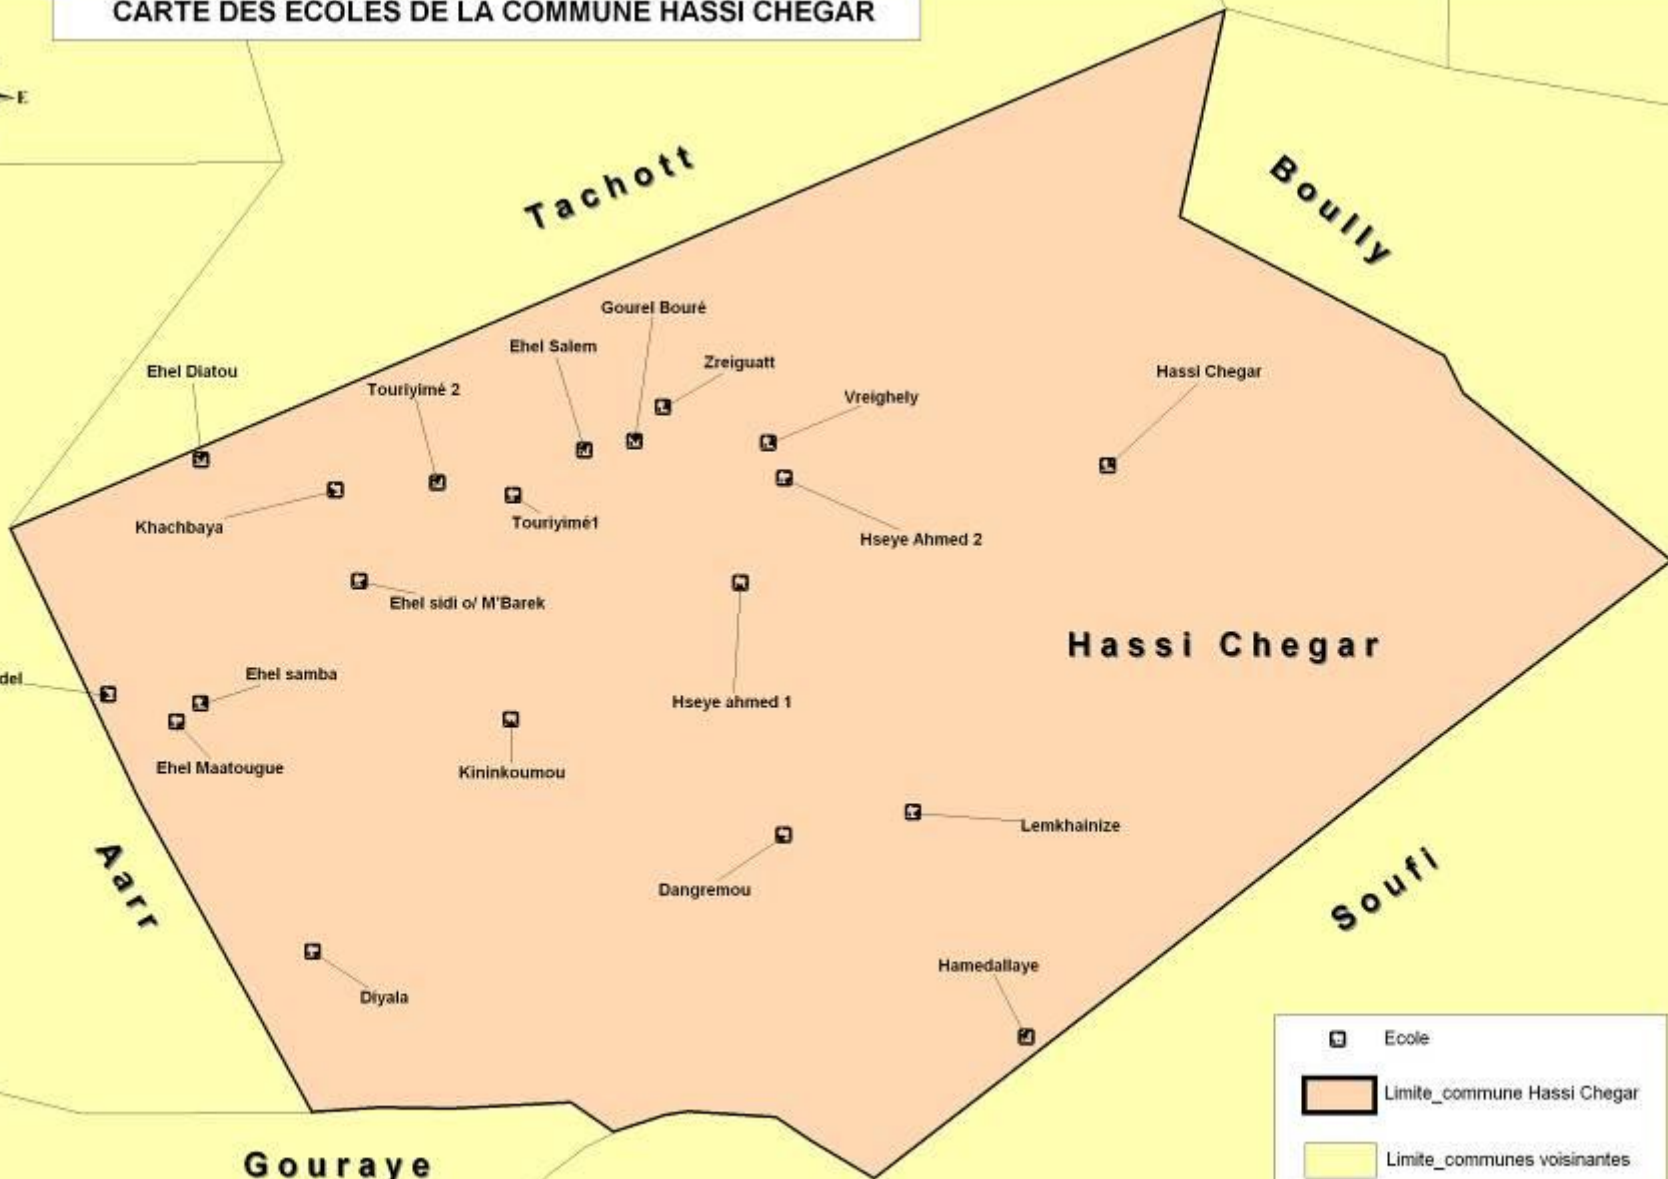 CARTE DES ECOLES DE LA COMMUNE HASSI CHEGAR
E
Tachott
Boully
Gourel Bouré
Ehel Salem
Zreiguatt
Ehel Diatou
Hassi Chegar
Touriyimé 2
Vreighely
Khachbaya
Touriyimé1
Hseye Ahmed 2
Ehel sidi o/ M'Barek
Hassi Chegar
Ehel samba
del
Hseye ahmed 1
Ehel Maatougue
Kininkoumou
Lemkhainize
Aarr
Dangremou
Soufi
Hamedallaye
Diyala
Ecole
Limite_commune Hassi Chegar
Limite_communes voisinantes
Gouraye